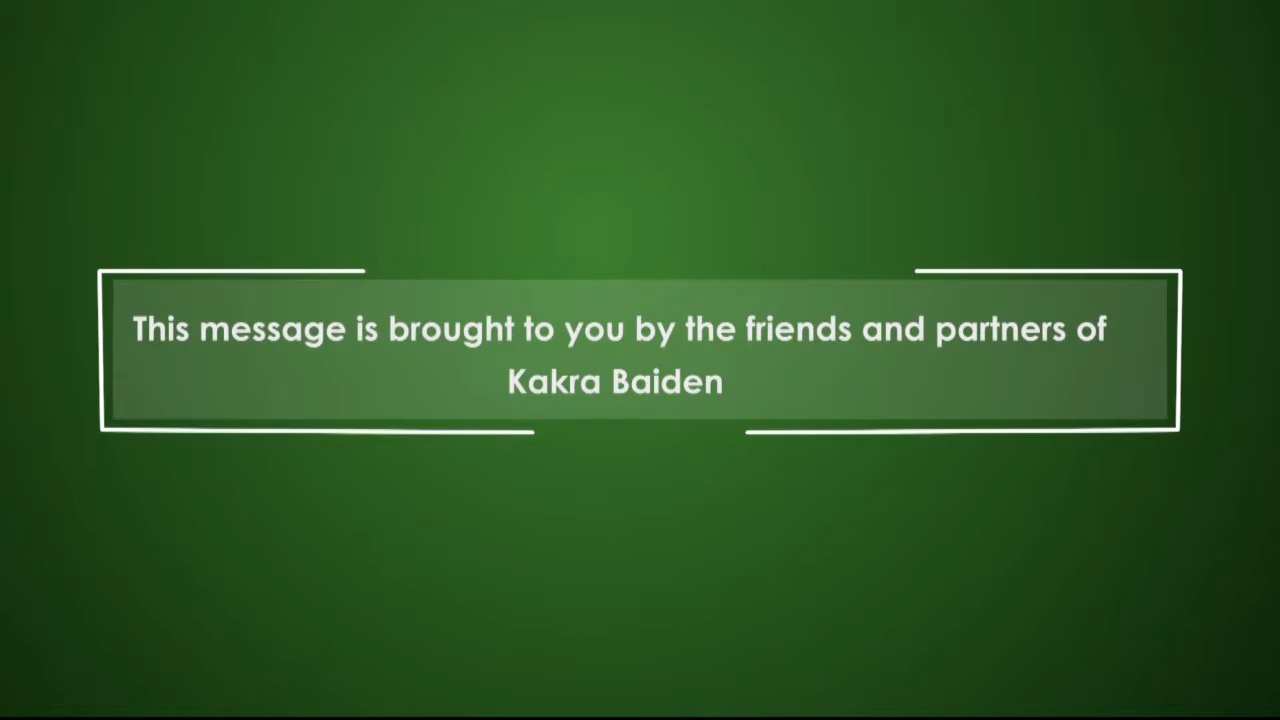 This message is brought to you by the friends and partners of
Kakra Baiden